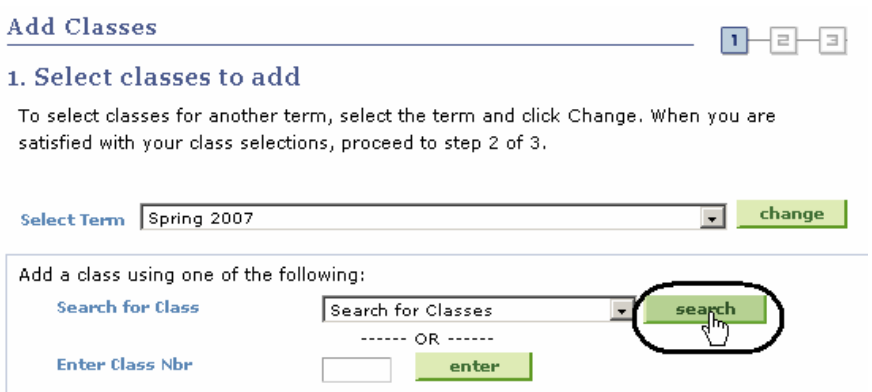 Add Classes
1 2 3
1. Select classes to add
To select classes for another term, select the term and click Change. When you are
satisfied with your class selections, proceed to step 2 of 3.
Select Term Spring 2007 change
Add a class using one of the following:
Search for Class Search for Classes search
------ OR ------
Enter Class Nbr enter